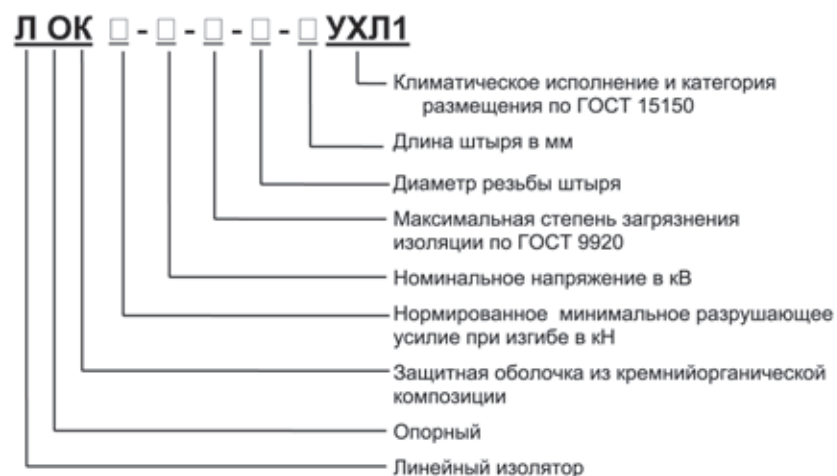 Л ОК □ - □ - □ - □ - □ УХЛ1
Климатическое исполнение и категория
размещения по ГОСТ 15150
Длина штыря в мм
Диаметр резьбы штыря
Максимальная степень загрязнения
изоляции по ГОСТ 9920
Номинальное напряжение в кВ
Нормированное минимальное разрушающее
усилие при изгибе в кН
Защитная оболочка из кремнийорганической
композиции
Опорный
Линейный изолятор